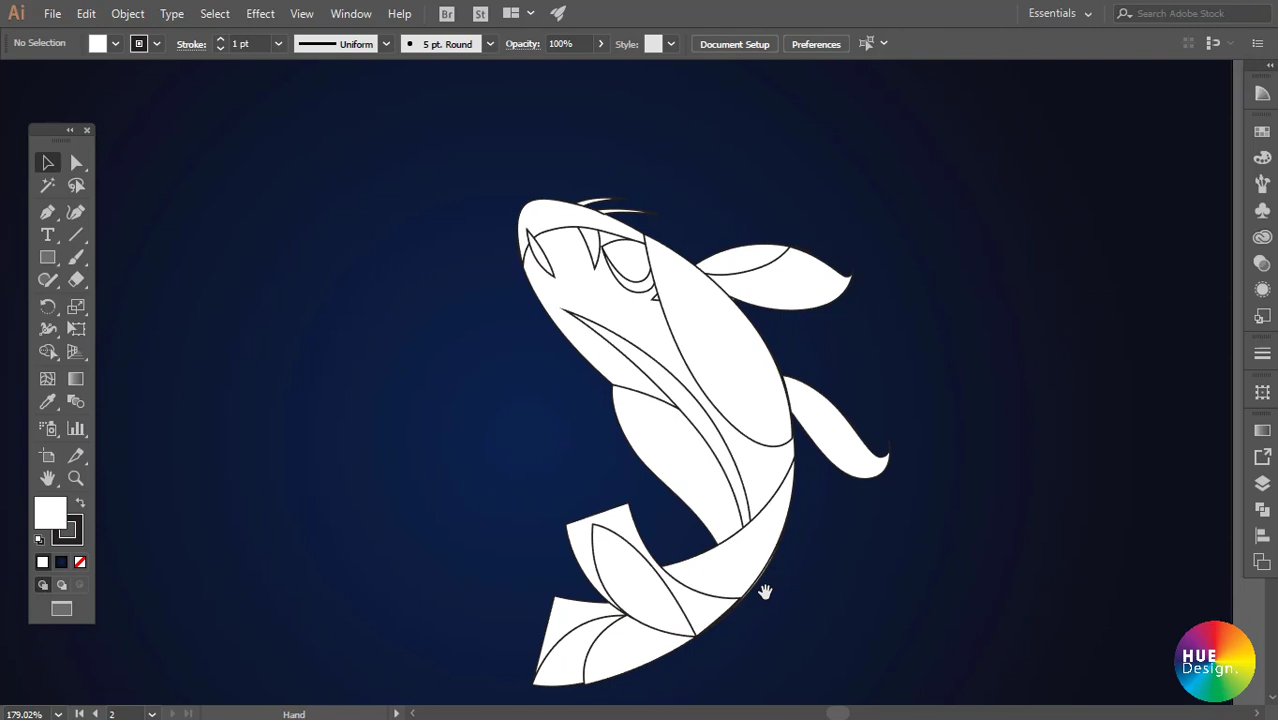 Ai File Edit Object Type Select Effect View Window Help Br St Essentials Search Adobe Stock
No Selection Stroke: 1 pt Uniform 5 pt. Round Opacity: 100% Style: Document Setup Preferences
HUE
Design.
179.02% 2 Hand